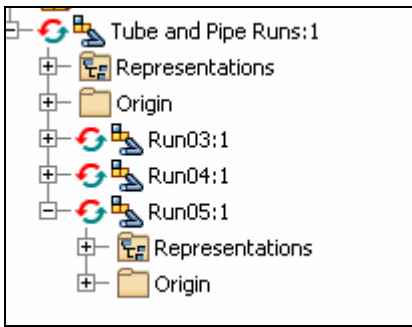 Tube and Pipe Runs:1
Representations
Origin
Run03:1
Run04:1
Run05:1
Representations
Origin